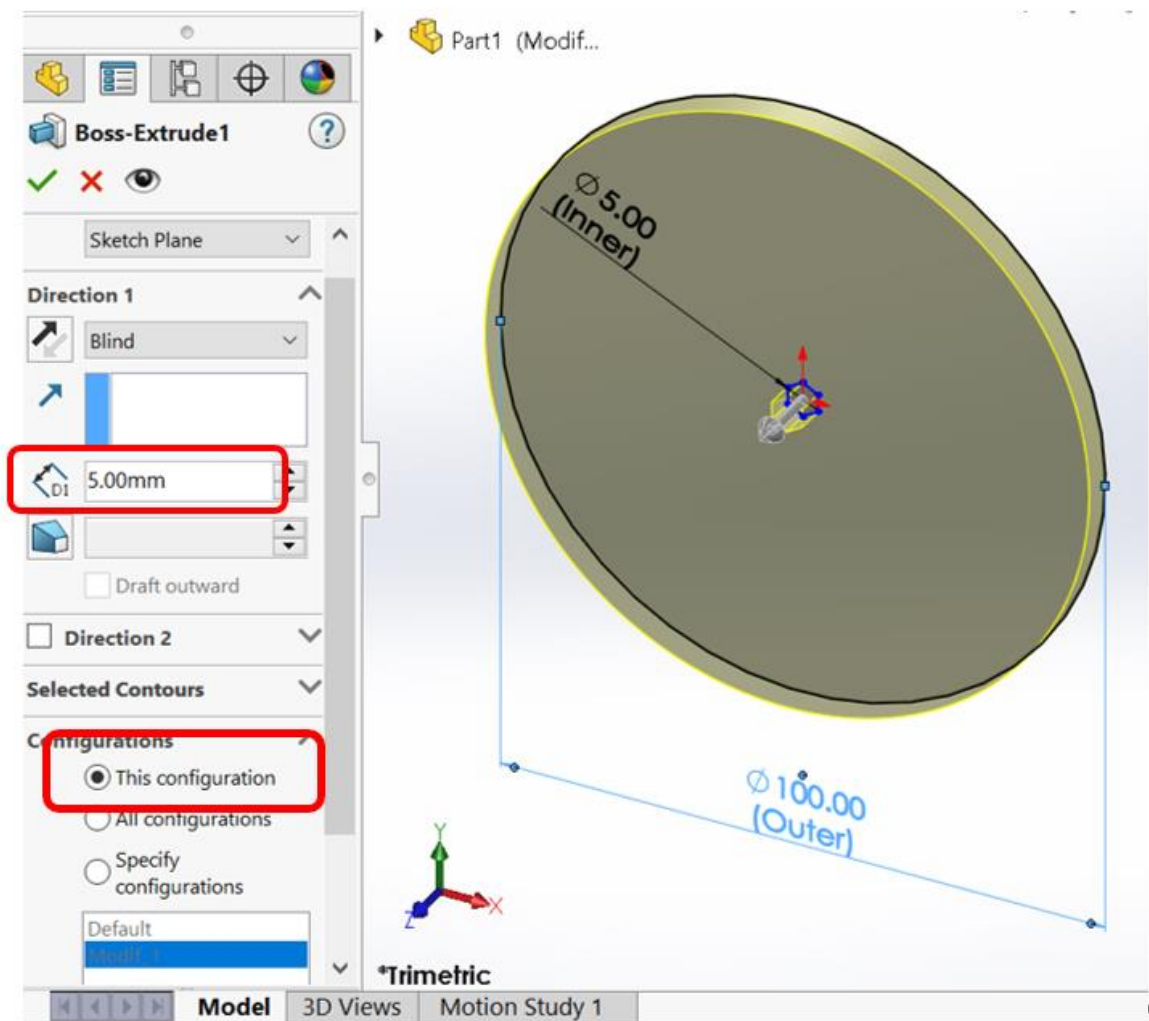 Part1 (Modif...
Boss-Extrude1
?
Sketch Plane
Direction 1
Blind
D1
5.00mm
Draft outward
Direction 2
Selected Contours
Configurations
This configuration
All configurations
Specify
configurations
Default
Modif. 1
Ø 5.00
(Inner)
Ø 100.00
(Outer)
Y
X
Z
*Trimetric
Model
3D Views
Motion Study 1